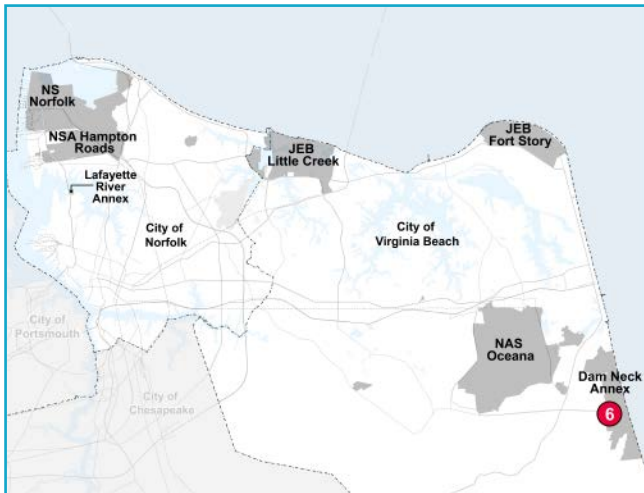 NS
Norfolk
NSA Hampton
Roads
Lafayette
River
Annex
City of
Norfolk
JEB
Little Creek
JEB
Fort Story
City of
Virginia Beach
City of
Portsmouth
City of
Chesapeake
NAS
Oceana
Dam Neck
Annex
6